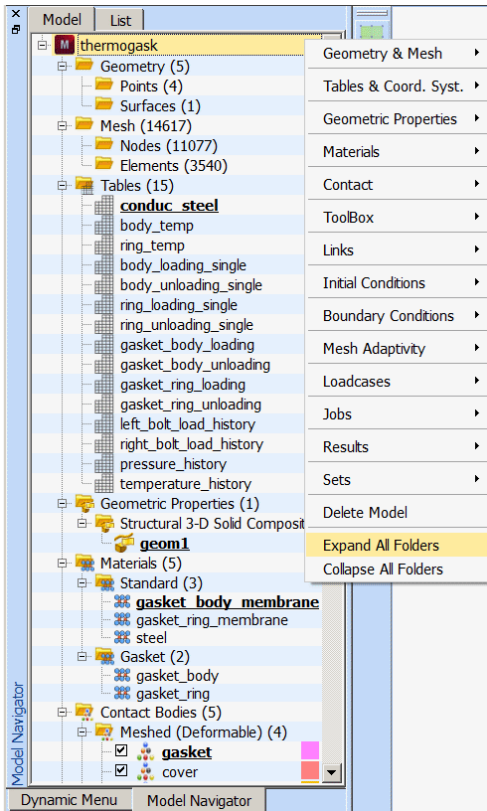 Model List
M thermogask
Geometry (5)
Points (4)
Surfaces (1)
Mesh (14617)
Nodes (11077)
Elements (3540)
Tables (15)
conduc_steel
body_temp
ring_temp
body_loading_single
body_unloading_single
ring_loading_single
ring_unloading_single
gasket_body_loading
gasket_body_unloading
gasket_ring_loading
gasket_ring_unloading
left_bolt_load_history
right_bolt_load_history
pressure_history
temperature_history
Geometric Properties (1)
Structural 3-D Solid Composit
geom1
Materials (5)
Standard (3)
gasket_body_membrane
gasket_ring_membrane
steel
Gasket (2)
gasket_body
gasket_ring
Contact Bodies (5)
Meshed (Deformable) (4)
gasket
cover
Geometry & Mesh
Tables & Coord. Syst.
Geometric Properties
Materials
Contact
ToolBox
Links
Initial Conditions
Boundary Conditions
Mesh Adaptivity
Loadcases
Jobs
Results
Sets
Delete Model
Expand All Folders
Collapse All Folders
Model Navigator
Dynamic Menu Model Navigator